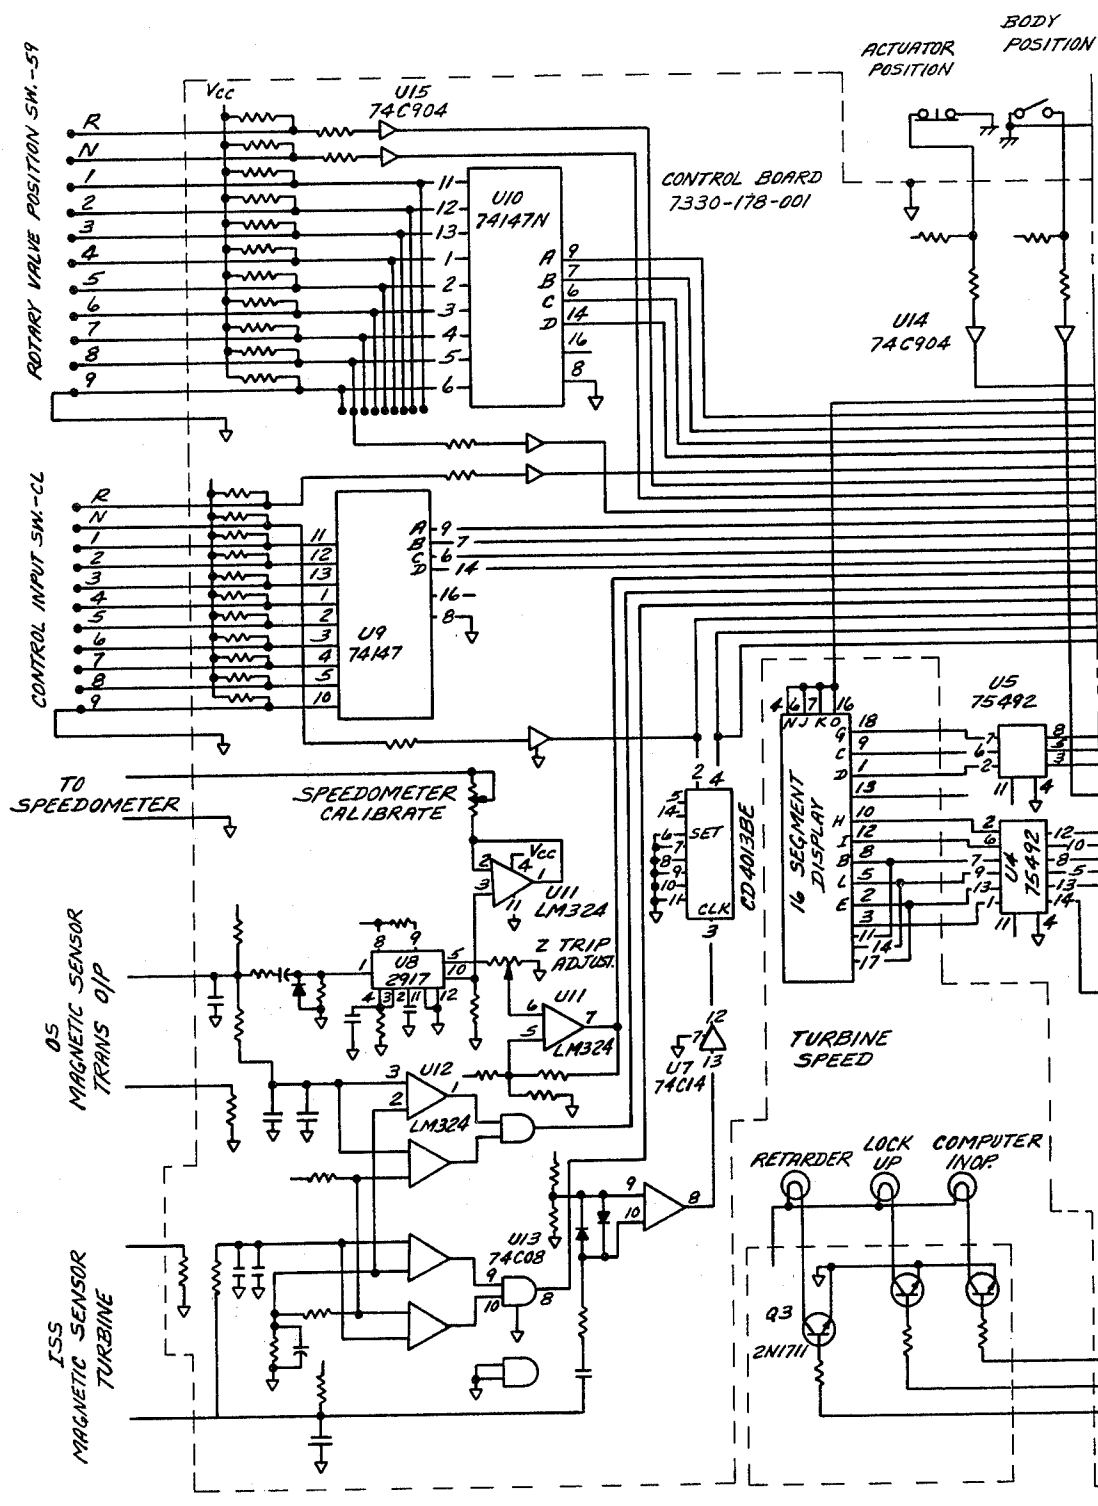 BODY
POSITION
ACTUATOR
POSITION
ROTARY VALVE POSITION SW.-59
Vcc
U15
74C904
R
N
1
2
3
4
5
6
7
8
9
11
12
13
1
2
3
4
5
6
U10
74147N
A 9
B 7
C 6
D 14
16
8
CONTROL BOARD
7330-178-001
U14
74C904
CONTROL INPUT SW.-CL
R
N
1
2
3
4
5
6
7
8
9
11
12
13
1
2
3
4
5
10
U9
74147
A 9
B 7
C 6
D 14
16
8
TO
SPEEDOMETER
SPEEDOMETER
CALIBRATE
2
3
Vcc
4
1
11
U11
LM324
2 4
5
14
6
7
8
9
10
11
SET
CLK
3
CD4013BE
4 6 7 16
N J K O
16 SEGMENT
DISPLAY
G 18
C 9
D 1
13
H 10
I 12
B 8
L 5
E 2
3
11
14
17
U5
75492
7
6
2
8
5
3
11
4
U4
75492
2
6
7
9
13
1
12
10
8
5
13
14
11
4
OS
MAGNETIC SENSOR
TRANS O/P
8
9
1
U8
2917
5
10
4 3 2 11 12
2 TRIP
ADJUST.
6
5
U11
7
LM324
12
7
13
U7
74C14
TURBINE
SPEED
3
2
U12
1
LM324
9
10
8
U13
74C08
9
10
8
RETARDER
LOCK
UP
COMPUTER
INOP.
Q3
2N1711
ISS
MAGNETIC SENSOR
TURBINE